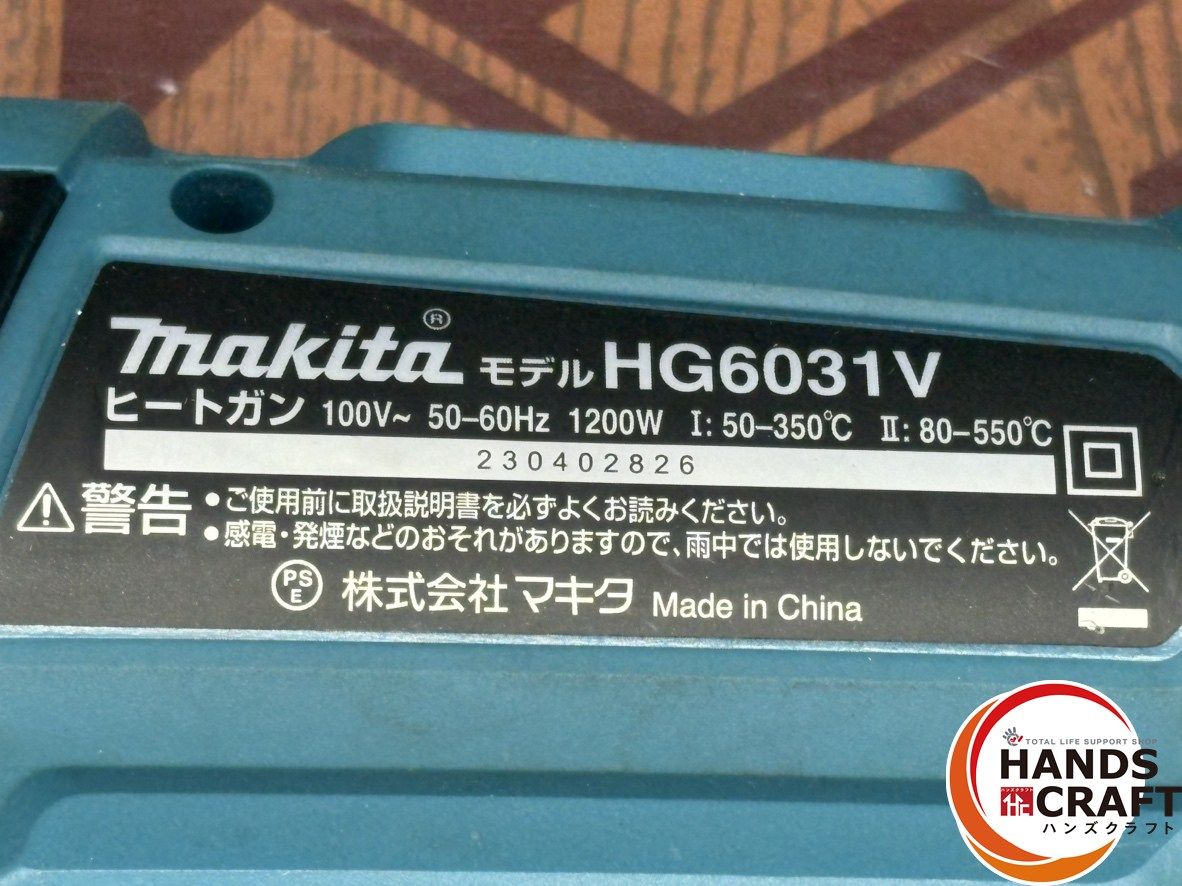 makita® モデル HG6031V
ヒートガン 100V~ 50-60Hz 1200W I: 50-350℃ II: 80-550℃
230402826
警告 •ご使用前に取扱説明書を必ずよくお読みください。
•感電・発煙などのおそれがありますので、雨中では使用しないでください。
PSE 株式会社 マキタ Made in China
TOTAL LIFE SUPPORT SHOP
HANDS
ハンズクラフト
CRAFT
ハンズクラフト